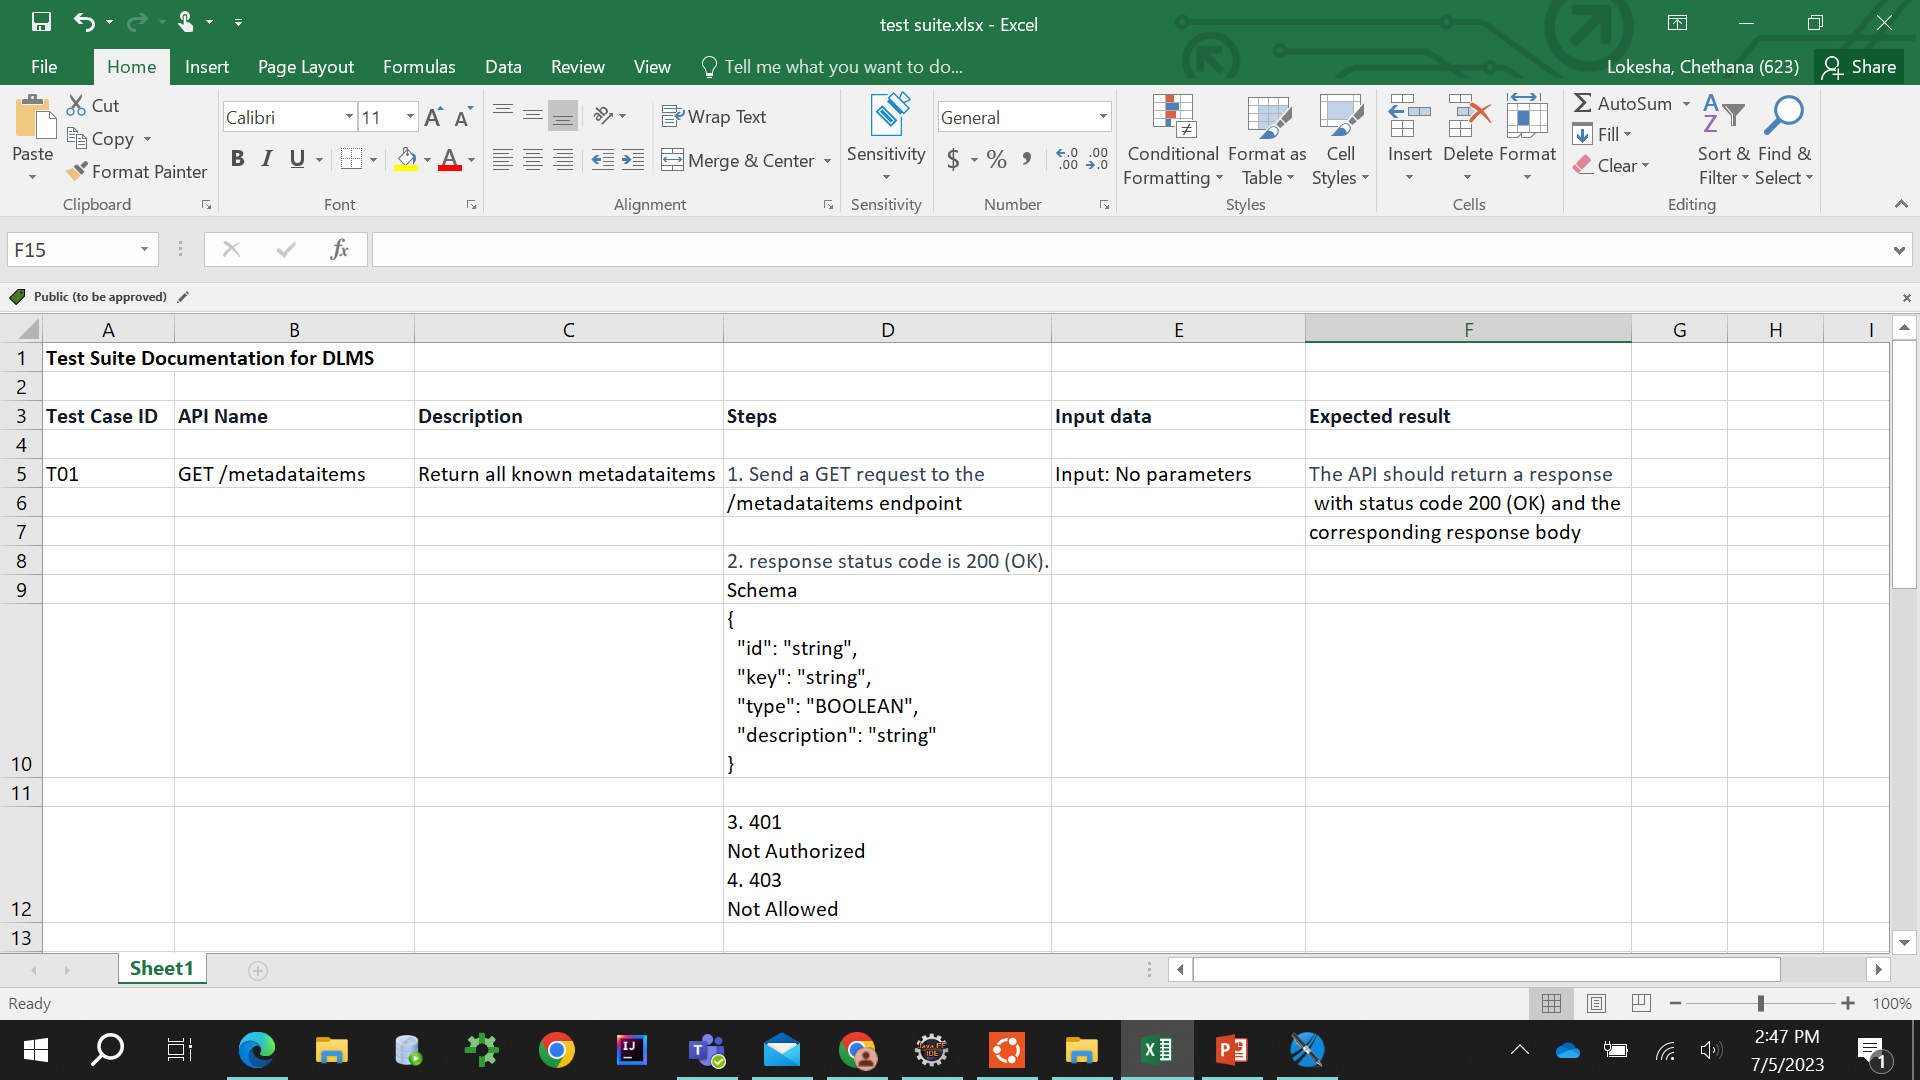 test suite.xlsx - Excel
File
Home
Insert
Page Layout
Formulas
Data
Review
View
Tell me what you want to do...
Lokesha, Chethana (623)
Share
Paste
Cut
Copy
Format Painter
Clipboard
Calibri
11
B I U
Font
Wrap Text
Merge & Center
Alignment
Sensitivity
Sensitivity
General
$ % ,
Number
Conditional Formatting
Format as Table
Cell Styles
Styles
Insert
Delete
Format
Cells
AutoSum
Fill
Clear
Sort & Filter
Find & Select
Editing
F15
fx
Public (to be approved)
A B C D E F G H I
1 Test Suite Documentation for DLMS
2
3 Test Case ID API Name Description Steps Input data Expected result
4
5 T01 GET /metadataitems Return all known metadataitems 1. Send a GET request to the Input: No parameters The API should return a response
6 /metadataitems endpoint with status code 200 (OK) and the
7 corresponding response body
8 2. response status code is 200 (OK).
9 Schema
{
"id": "string",
"key": "string",
"type": "BOOLEAN",
"description": "string"
10 }
11
3. 401
Not Authorized
4. 403
12 Not Allowed
13
Sheet1
Ready
100%
2:47 PM
7/5/2023
1